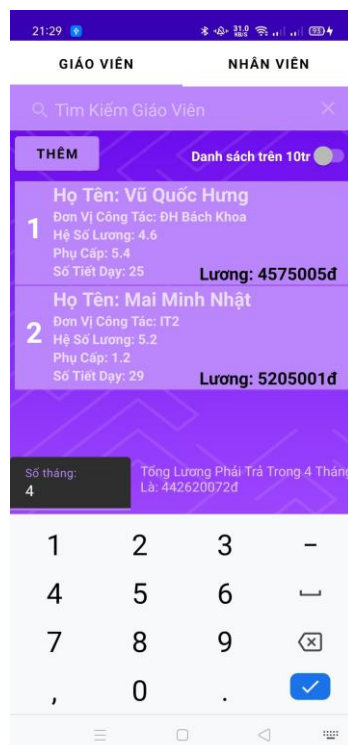 21:29 31.0 KB/S 93
GIÁO VIÊN NHÂN VIÊN
Tìm Kiếm Giáo Viên
THÊM Danh sách trên 10tr
Họ Tên: Vũ Quốc Hưng
Đơn Vị Công Tác: ĐH Bách Khoa
1 Hệ Số Lương: 4.6
Phụ Cấp: 5.4
Số Tiết Dạy: 25 Lương: 4575005đ
Họ Tên: Mai Minh Nhật
Đơn Vị Công Tác: IT2
2 Hệ Số Lương: 5.2
Phụ Cấp: 1.2
Số Tiết Dạy: 29 Lương: 5205001đ
Số tháng: Tổng Lương Phải Trả Trong 4 Tháng
4 Là: 442620072đ
1 2 3 –
4 5 6
7 8 9
, 0 .